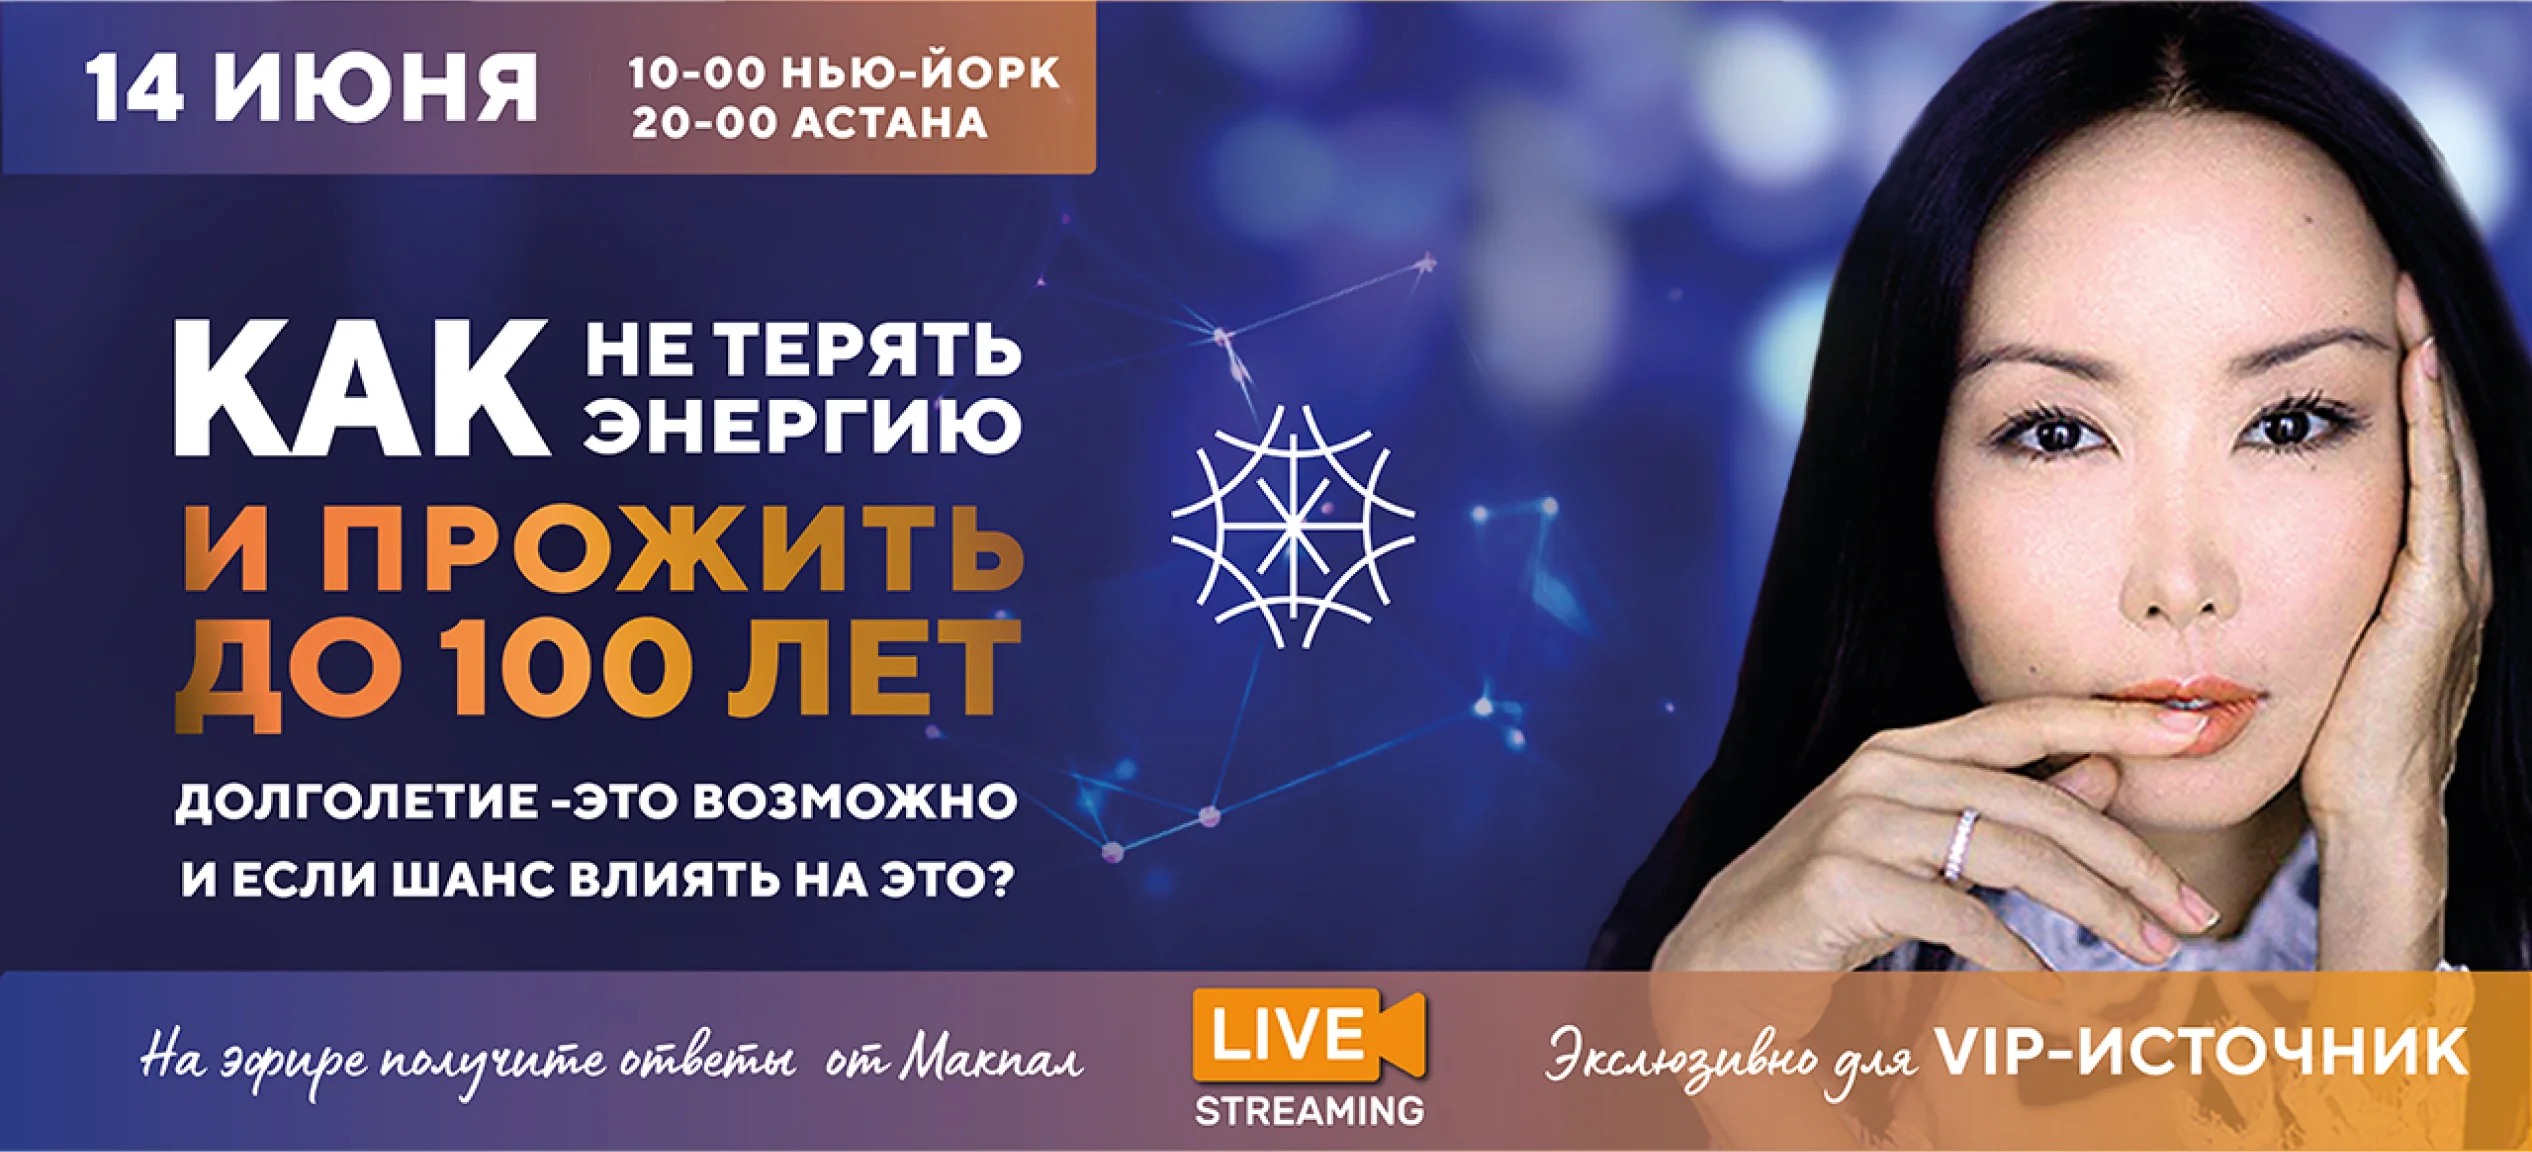 14 ИЮНЯ
10-00 НЬЮ-ЙОРК
20-00 АСТАНА
КАК НЕ ТЕРЯТЬ
ЭНЕРГИЮ
И ПРОЖИТЬ
ДО 100 ЛЕТ
ДОЛГОЛЕТИЕ -ЭТО ВОЗМОЖНО
И ЕСЛИ ШАНС ВЛИЯТЬ НА ЭТО?
На эфире получите ответы от Макпал
LIVE
STREAMING
Экслюзивно для VIP-ИСТОЧНИК